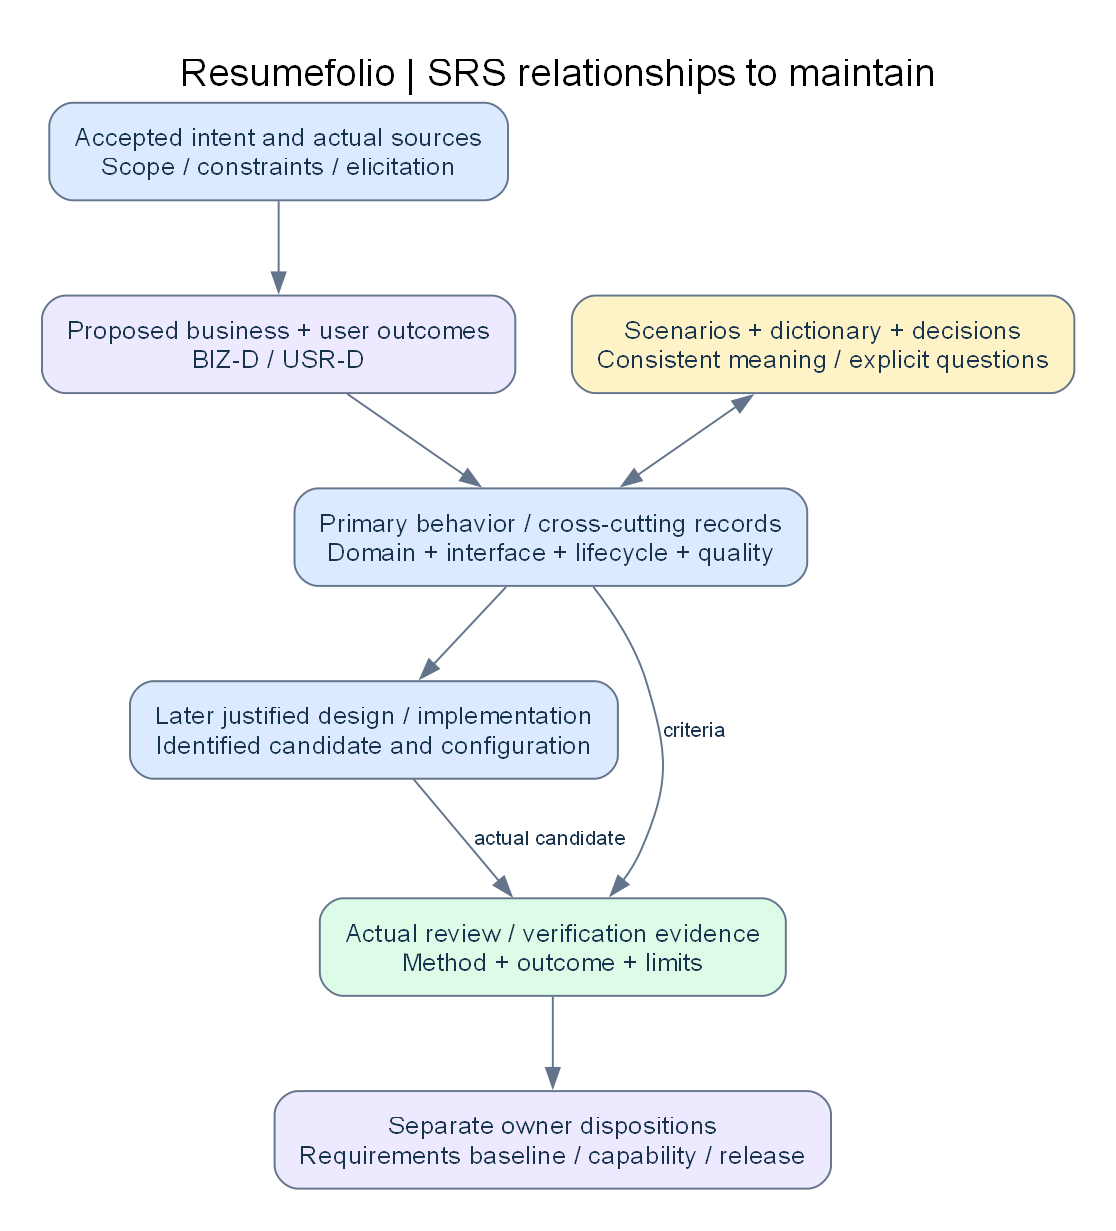 Resumefolio | SRS relationships to maintain
Accepted intent and actual sources
Scope / constraints / elicitation
Proposed business + user outcomes
BIZ-D / USR-D
Scenarios + dictionary + decisions
Consistent meaning / explicit questions
Primary behavior / cross-cutting records
Domain + interface + lifecycle + quality
Later justified design / implementation
Identified candidate and configuration
criteria
actual candidate
Actual review / verification evidence
Method + outcome + limits
Separate owner dispositions
Requirements baseline / capability / release